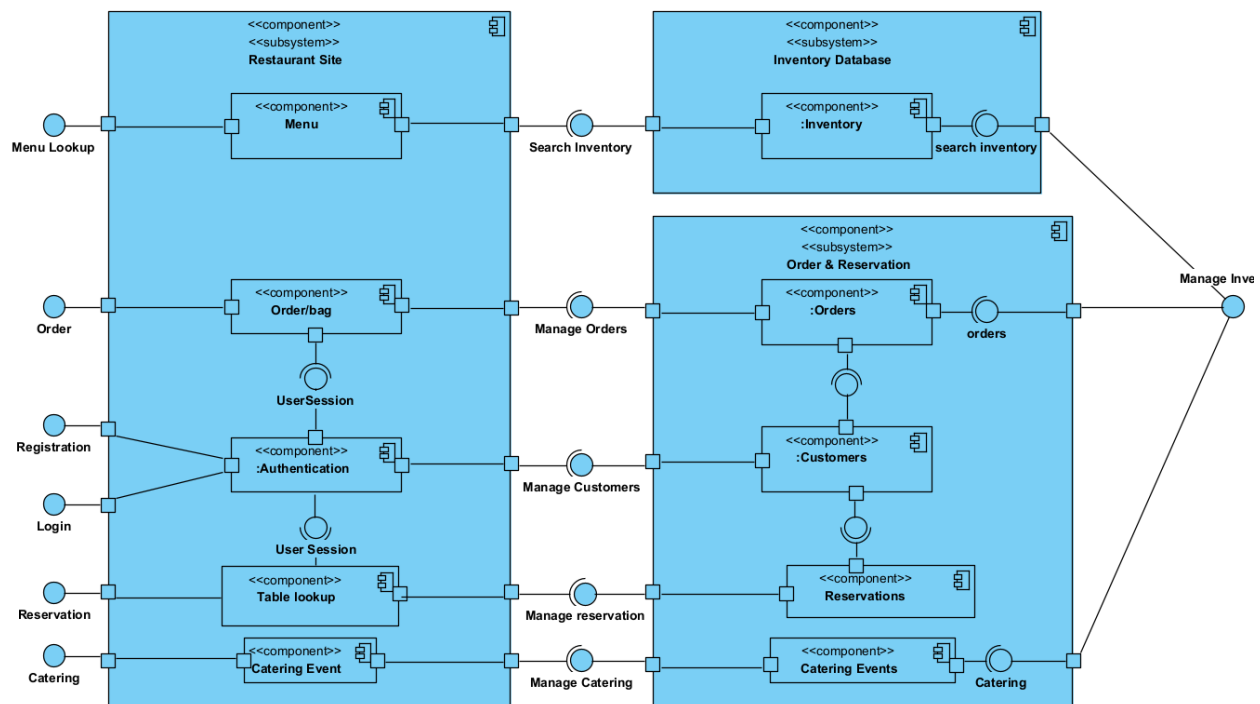 <<component>>
<<subsystem>>
Restaurant Site
<<component>>
Menu
Menu Lookup
Search Inventory
<<component>>
<<subsystem>>
Inventory Database
<<component>>
:Inventory
search inventory
<<component>>
<<subsystem>>
Order & Reservation
Manage Inve
<<component>>
Order/bag
Order
Manage Orders
<<component>>
:Orders
orders
UserSession
Registration
<<component>>
:Authentication
Login
Manage Customers
<<component>>
:Customers
User Session
<<component>>
Table lookup
Reservation
Manage reservation
<<component>>
Reservations
<<component>>
Catering Event
Catering
Manage Catering
<<component>>
Catering Events
Catering